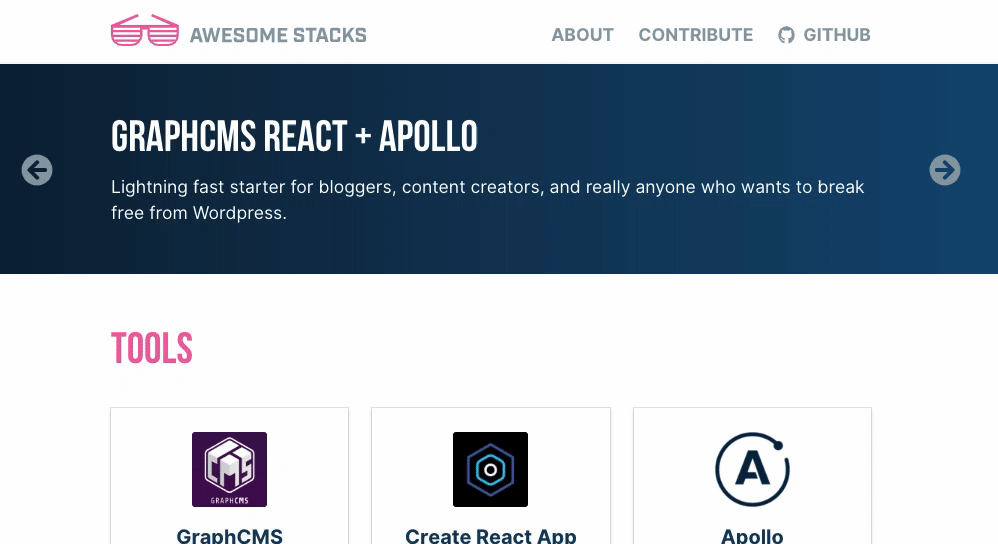 AWESOME STACKS
ABOUT CONTRIBUTE GITHUB
GRAPHCMS REACT + APOLLO
Lightning fast starter for bloggers, content creators, and really anyone who wants to break
free from Wordpress.
TOOLS
CMS
GRAPHCMS
A
GraphCMS Create React App Apollo